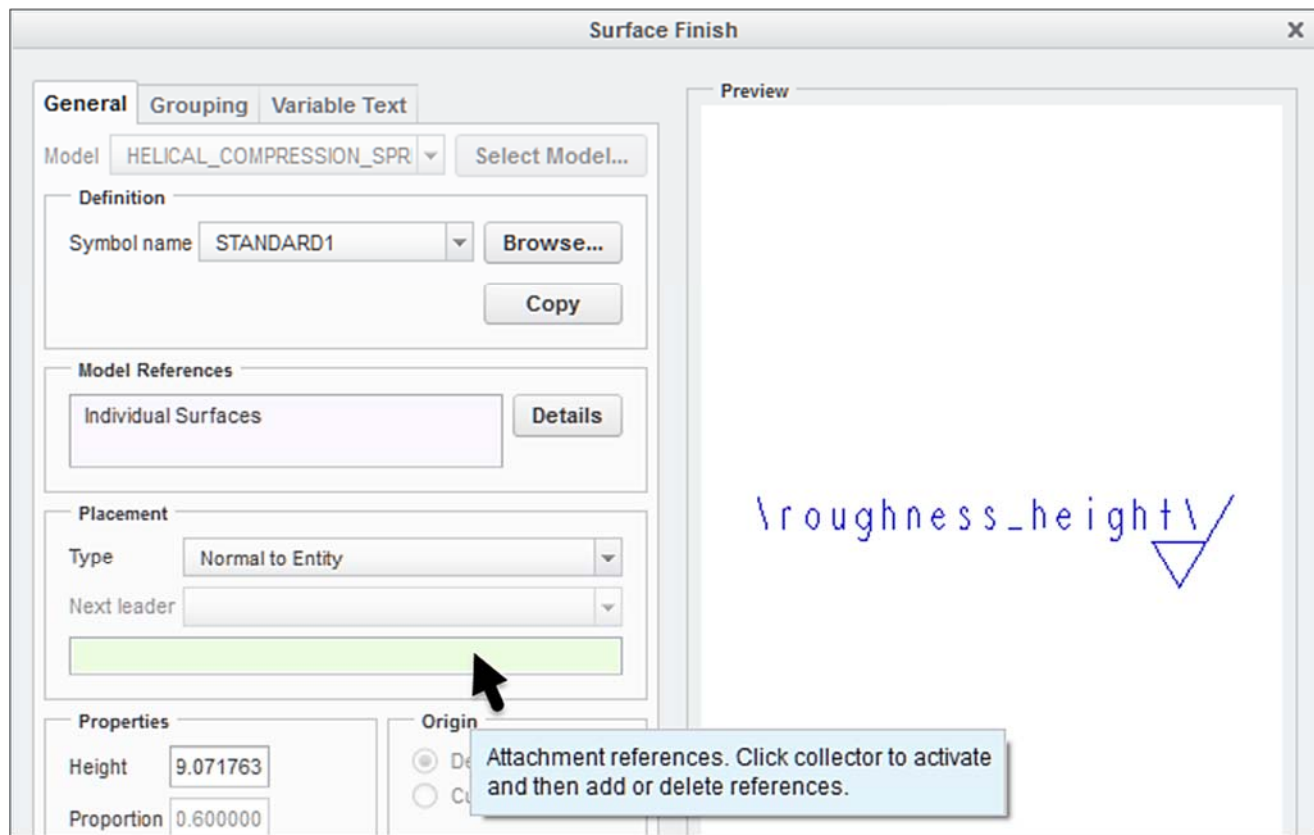 Surface Finish
General Grouping Variable Text
Model HELICAL_COMPRESSION_SPR Select Model...
Definition
Symbol name STANDARD1 Browse...
Copy
Model References
Individual Surfaces Details
Placement
Type Normal to Entity
Next leader
Properties
Height 9.071763
Proportion 0.600000
Origin
De
Cu
Attachment references. Click collector to activate
and then add or delete references.
Preview
\roughness_height\